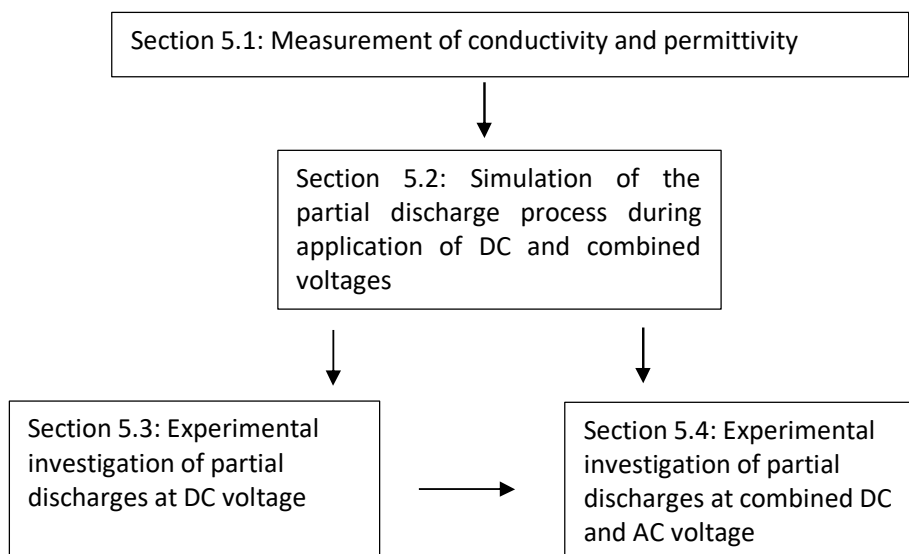 Section 5.1: Measurement of conductivity and permittivity
Section 5.2: Simulation of the
partial discharge process during
application of DC and combined
voltages
Section 5.3: Experimental
investigation of partial
discharges at DC voltage
Section 5.4: Experimental
investigation of partial
discharges at combined DC
and AC voltage